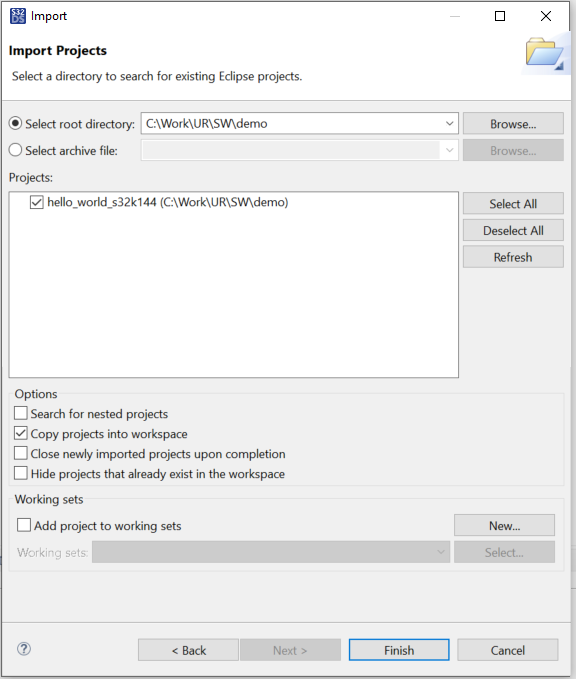 S32
DS
Import
Import Projects
Select a directory to search for existing Eclipse projects.
Select root directory: C:\Work\UR\SW\demo Browse...
Select archive file: Browse...
Projects:
hello_world_s32k144 (C:\Work\UR\SW\demo)
Select All
Deselect All
Refresh
Options
Search for nested projects
Copy projects into workspace
Close newly imported projects upon completion
Hide projects that already exist in the workspace
Working sets
Add project to working sets New...
Working sets: Select...
? < Back Next > Finish Cancel